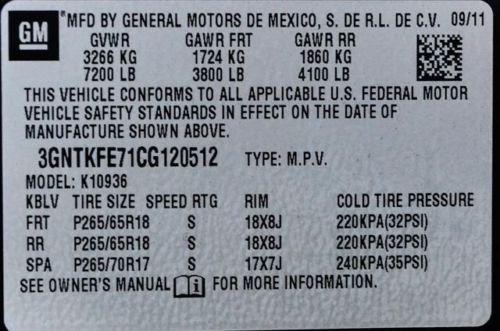 GM
MFD BY GENERAL MOTORS DE MEXICO, S. DE R.L. DE C.V. 09/11
GVWR GAWR FRT GAWR RR
3266 KG 1724 KG 1860 KG
7200 LB 3800 LB 4100 LB
THIS VEHICLE CONFORMS TO ALL APPLICABLE U.S. FEDERAL MOTOR
VEHICLE SAFETY STANDARDS IN EFFECT ON THE DATE OF
MANUFACTURE SHOWN ABOVE.
3GNTKFE71CG120512 TYPE: M.P.V.
MODEL: K10936
KBLV TIRE SIZE SPEED RTG RIM COLD TIRE PRESSURE
FRT P265/65R18 S 18X8J 220KPA(32PSI)
RR P265/65R18 S 18X8J 220KPA(32PSI)
SPA P265/70R17 S 17X7J 240KPA(35PSI)
SEE OWNER'S MANUAL FOR MORE INFORMATION.